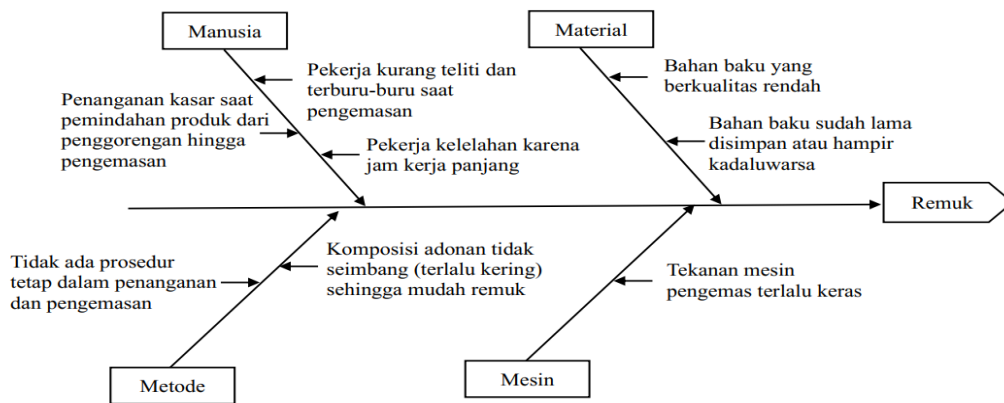 Manusia
Material
Pekerja kurang teliti dan
terburu-buru saat
pengemasan
Penanganan kasar saat
pemindahan produk dari
penggorengan hingga
pengemasan
Pekerja kelelahan karena
jam kerja panjang
Bahan baku yang
berkualitas rendah
Bahan baku sudah lama
disimpan atau hampir
kadaluwarsa
Remuk
Tidak ada prosedur
tetap dalam penanganan
dan pengemasan
Komposisi adonan tidak
seimbang (terlalu kering)
sehingga mudah remuk
Tekanan mesin
pengemas terlalu keras
Metode
Mesin